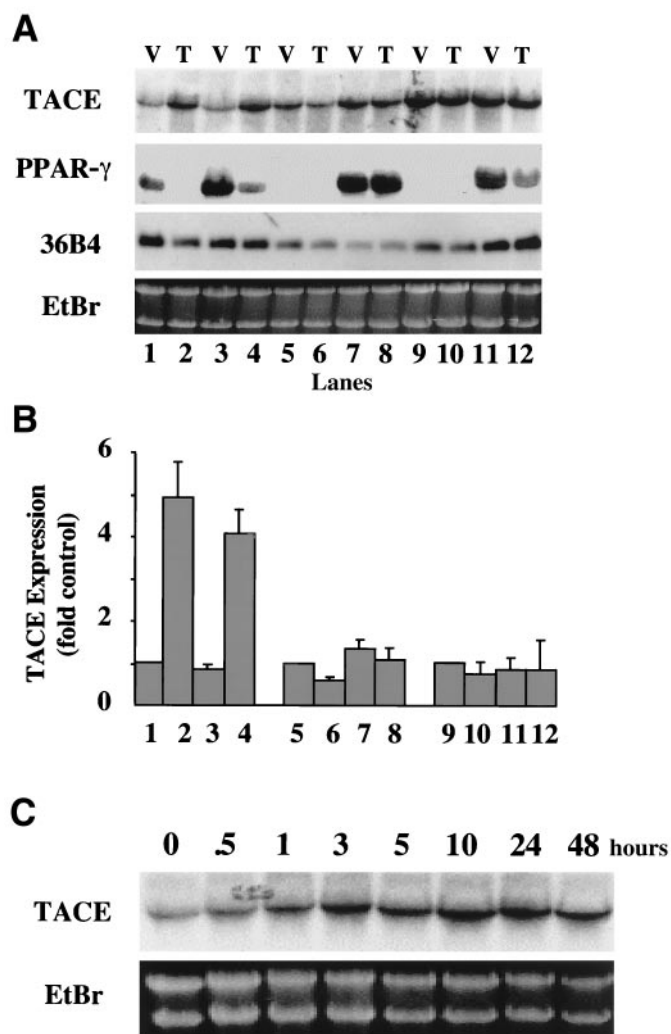 A
V T V T V T V T V T V T
TACE
PPAR-γ
36B4
EtBr
1 2 3 4 5 6 7 8 9 10 11 12
Lanes
B
TACE Expression
(fold control)
6
4
2
0
1 2 3 4 5 6 7 8 9 10 11 12
C
0 .5 1 3 5 10 24 48 hours
TACE
EtBr